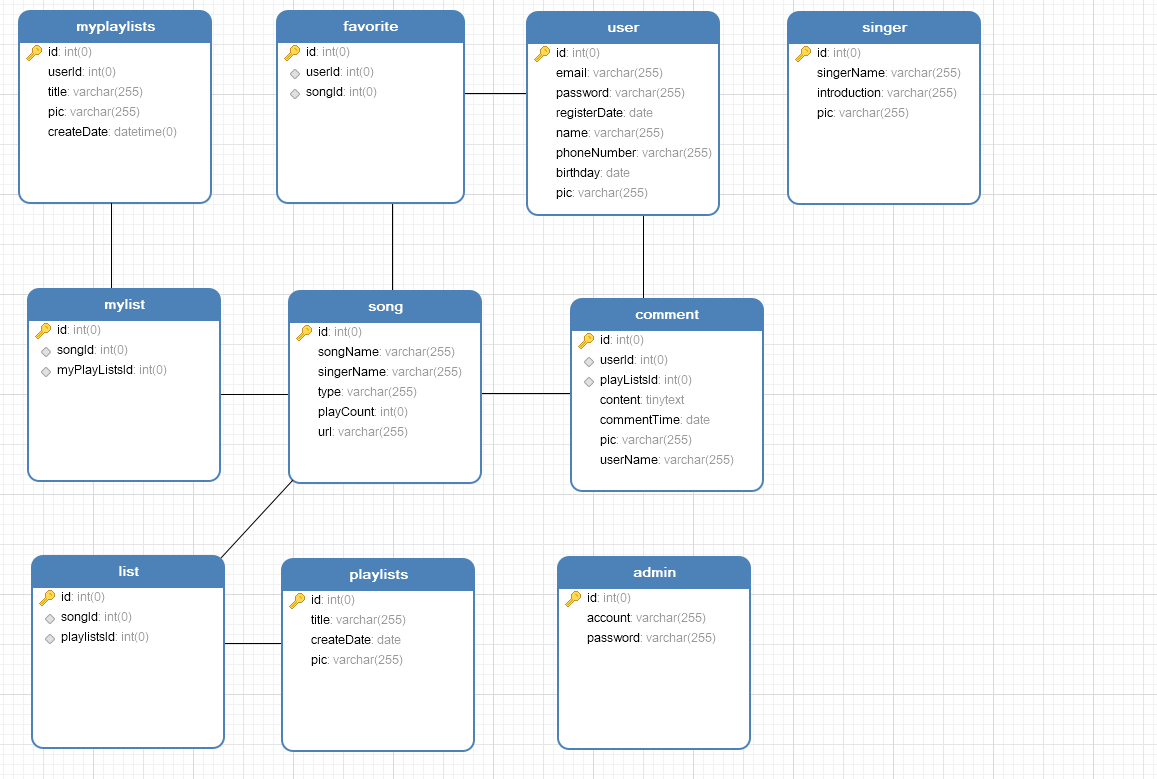 myplaylists
id: int(0)
userId: int(0)
title: varchar(255)
pic: varchar(255)
createDate: datetime(0)
favorite
id: int(0)
userId: int(0)
songId: int(0)
user
id: int(0)
email: varchar(255)
password: varchar(255)
registerDate: date
name: varchar(255)
phoneNumber: varchar(255)
birthday: date
pic: varchar(255)
singer
id: int(0)
singerName: varchar(255)
introduction: varchar(255)
pic: varchar(255)
mylist
id: int(0)
songId: int(0)
myPlayListsId: int(0)
song
id: int(0)
songName: varchar(255)
singerName: varchar(255)
type: varchar(255)
playCount: int(0)
url: varchar(255)
comment
id: int(0)
userId: int(0)
playListsId: int(0)
content: tinytext
commentTime: date
pic: varchar(255)
userName: varchar(255)
list
id: int(0)
songId: int(0)
playlistsId: int(0)
playlists
id: int(0)
title: varchar(255)
createDate: date
pic: varchar(255)
admin
id: int(0)
account: varchar(255)
password: varchar(255)